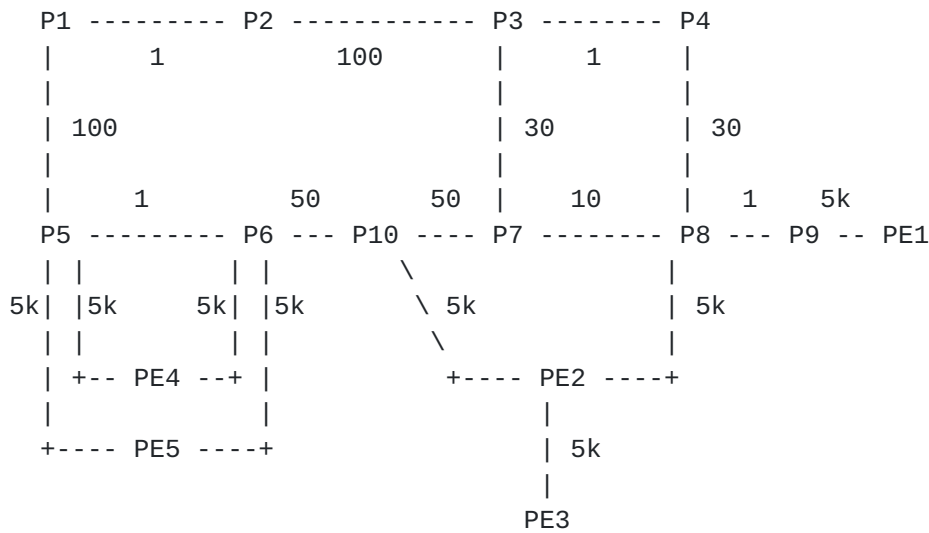 P1 --------- P2 ------------ P3 -------- P4
| 1 100 | 1 |
| | |
| 100 | 30 | 30
| | |
| 1 50 50 | 10 | 1 5k
P5 --------- P6 --- P10 ---- P7 -------- P8 --- P9 -- PE1
| | | | \ |
5k| |5k 5k| |5k \ 5k | 5k
| | | | \ |
| +-- PE4 --+ | +---- PE2 ----+
| | |
+---- PE5 ----+ | 5k
|
PE3